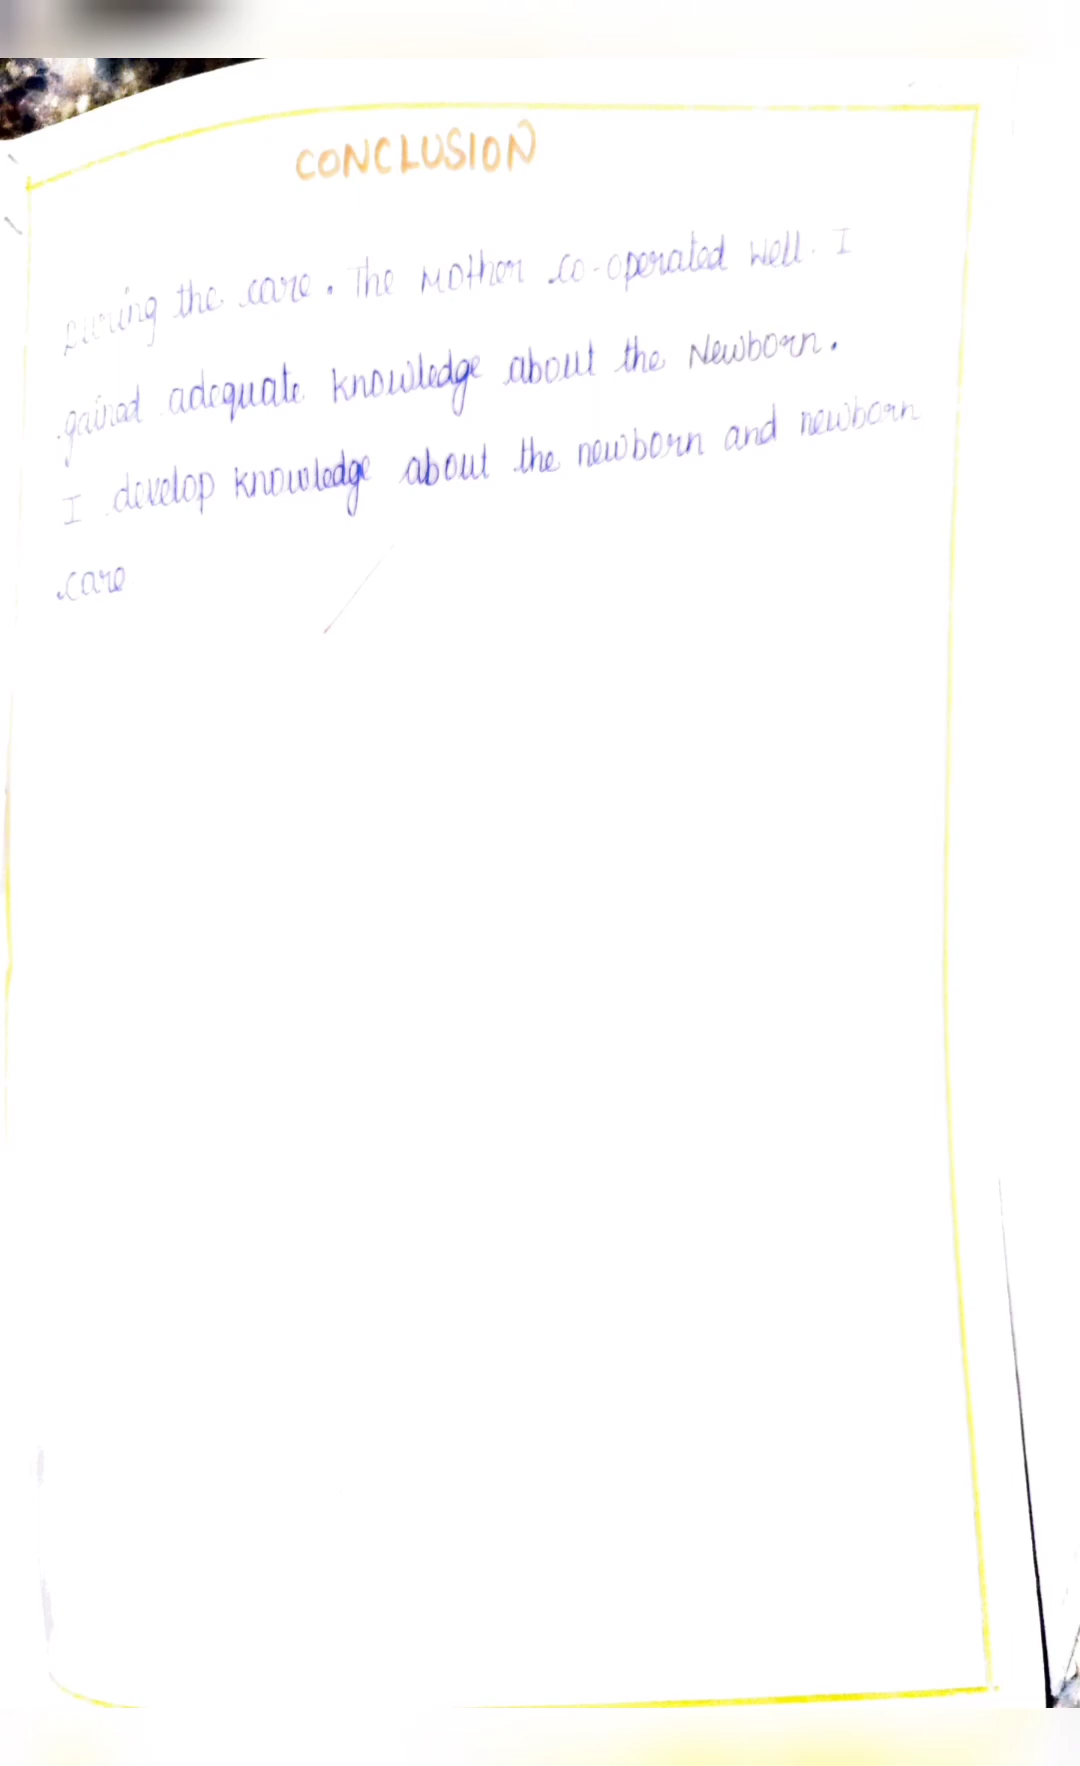 CONCLUSION
During the care. The Mother co-operated well. I
gained adequate knowledge about the Newborn.
I develop knowledge about the newborn and newborn
care